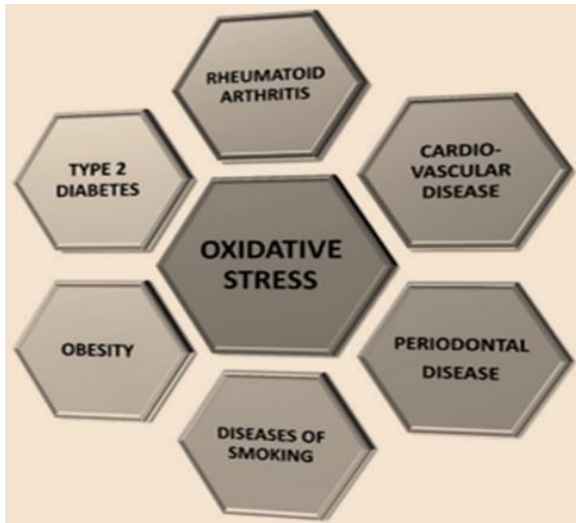 RHEUMATOID
ARTHRITIS
TYPE 2
DIABETES
CARDIO-
VASCULAR
DISEASE
OXIDATIVE
STRESS
OBESITY
PERIODONTAL
DISEASE
DISEASES OF
SMOKING